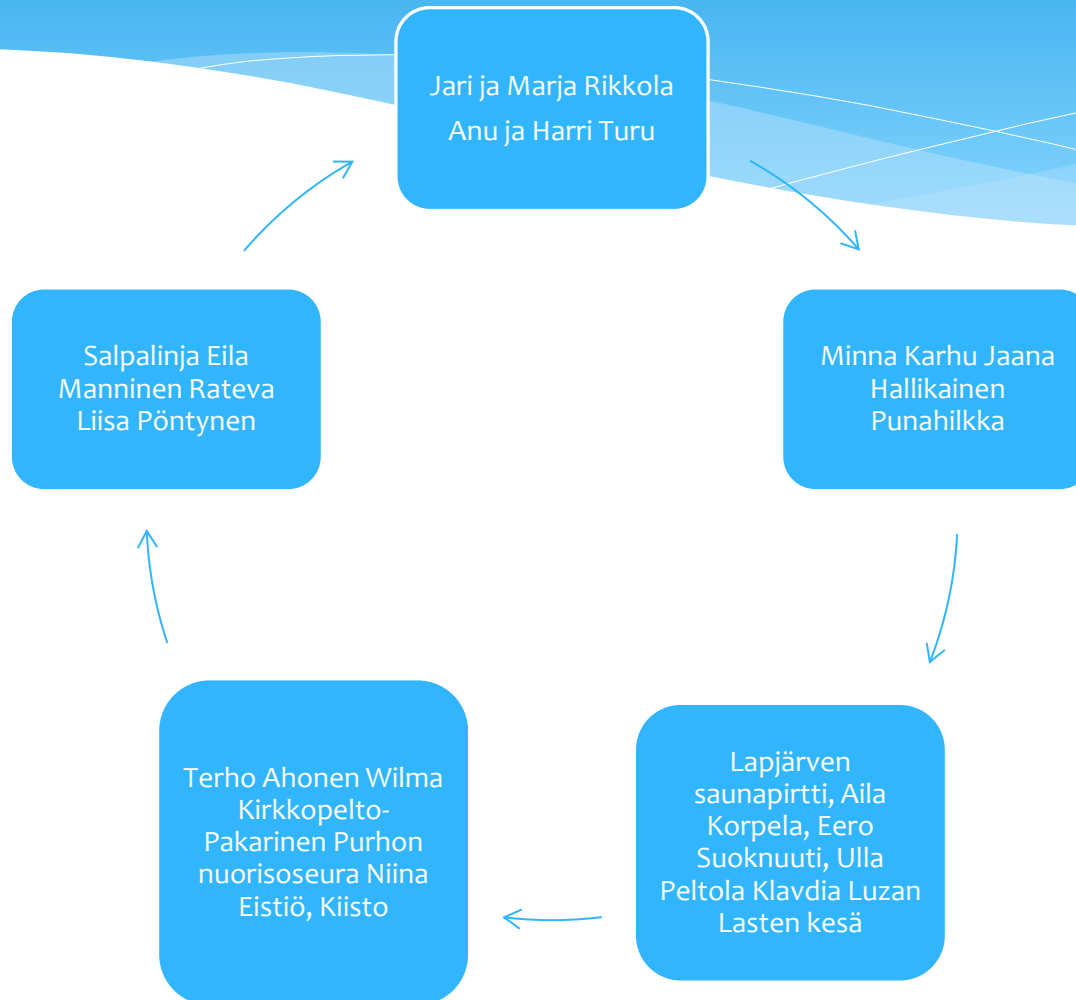 Jari ja Marja Rikkola
Anu ja Harri Turu
Minna Karhu Jaana
Hallikainen
Punahilkka
Lapjärven
saunapirtti, Aila
Korpela, Eero
Suoknuuti, Ulla
Peltola Klavdia Luzan
Lasten kesä
Terho Ahonen Wilma
Kirkkopelto-
Pakarinen Purhon
nuorisoseura Niina
Eistiö, Kiisto
Salpalinja Eila
Manninen Rateva
Liisa Pöntynen